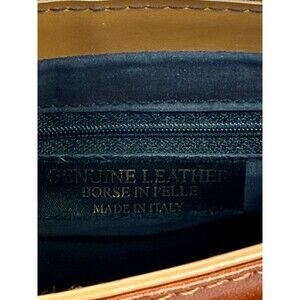 GENUINE LEATHER
BORSE IN PELLE
MADE IN ITALY